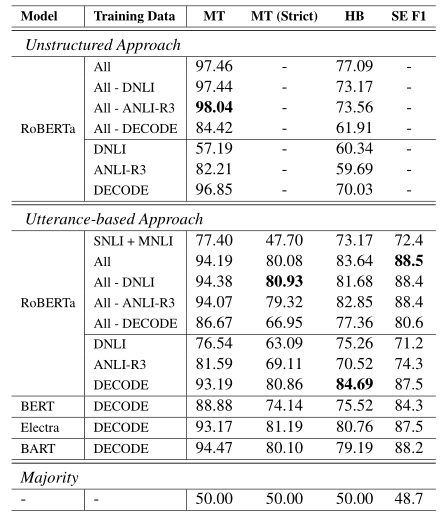 Model Training Data MT MT (Strict) HB SE F1
Unstructured Approach
All 97.46 - 77.09 -
All - DNLI 97.44 - 73.17 -
All - ANLI-R3 98.04 - 73.56 -
All - DECODE 84.42 - 61.91 -
RoBERTa
DNLI 57.19 - 60.34 -
ANLI-R3 82.21 - 59.69 -
DECODE 96.85 - 70.03 -
Utterance-based Approach
SNLI + MNLI 77.40 47.70 73.17 72.4
All 94.19 80.08 83.64 88.5
All - DNLI 94.38 80.93 81.68 88.4
RoBERTa All - ANLI-R3 94.07 79.32 82.85 88.4
All - DECODE 86.67 66.95 77.36 80.6
DNLI 76.54 63.09 75.26 71.2
ANLI-R3 81.59 69.11 70.52 74.3
DECODE 93.19 80.86 84.69 87.5
BERT DECODE 88.88 74.14 75.52 84.3
Electra DECODE 93.17 81.19 80.76 87.5
BART DECODE 94.47 80.10 79.19 88.2
Majority
- - 50.00 50.00 50.00 48.7